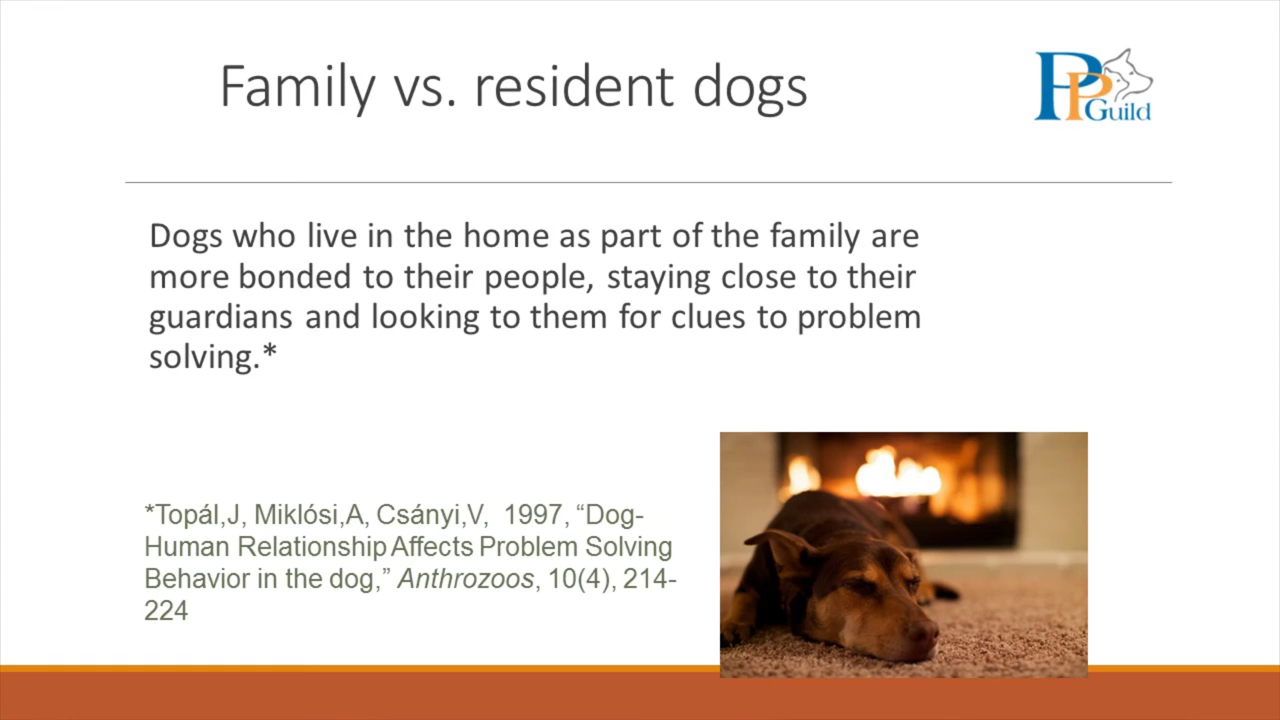 Family vs. resident dogs
PP
Guild
Dogs who live in the home as part of the family are
more bonded to their people, staying close to their
guardians and looking to them for clues to problem
solving.*
*Topál,J, Miklósi,A, Csányi,V,  1997, “Dog-
Human Relationship Affects Problem Solving
Behavior in the dog,” Anthrozoos, 10(4), 214-
224